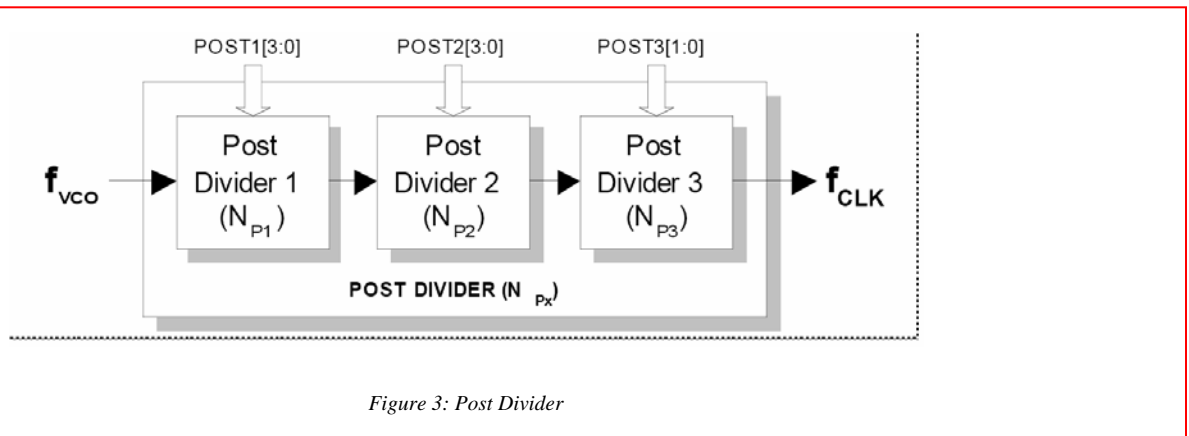 POST1[3:0] POST2[3:0] POST3[1:0]
Post Divider 1 (NP1)
Post Divider 2 (NP2)
Post Divider 3 (NP3)
fVCO
fCLK
POST DIVIDER (N Px)
Figure 3: Post Divider